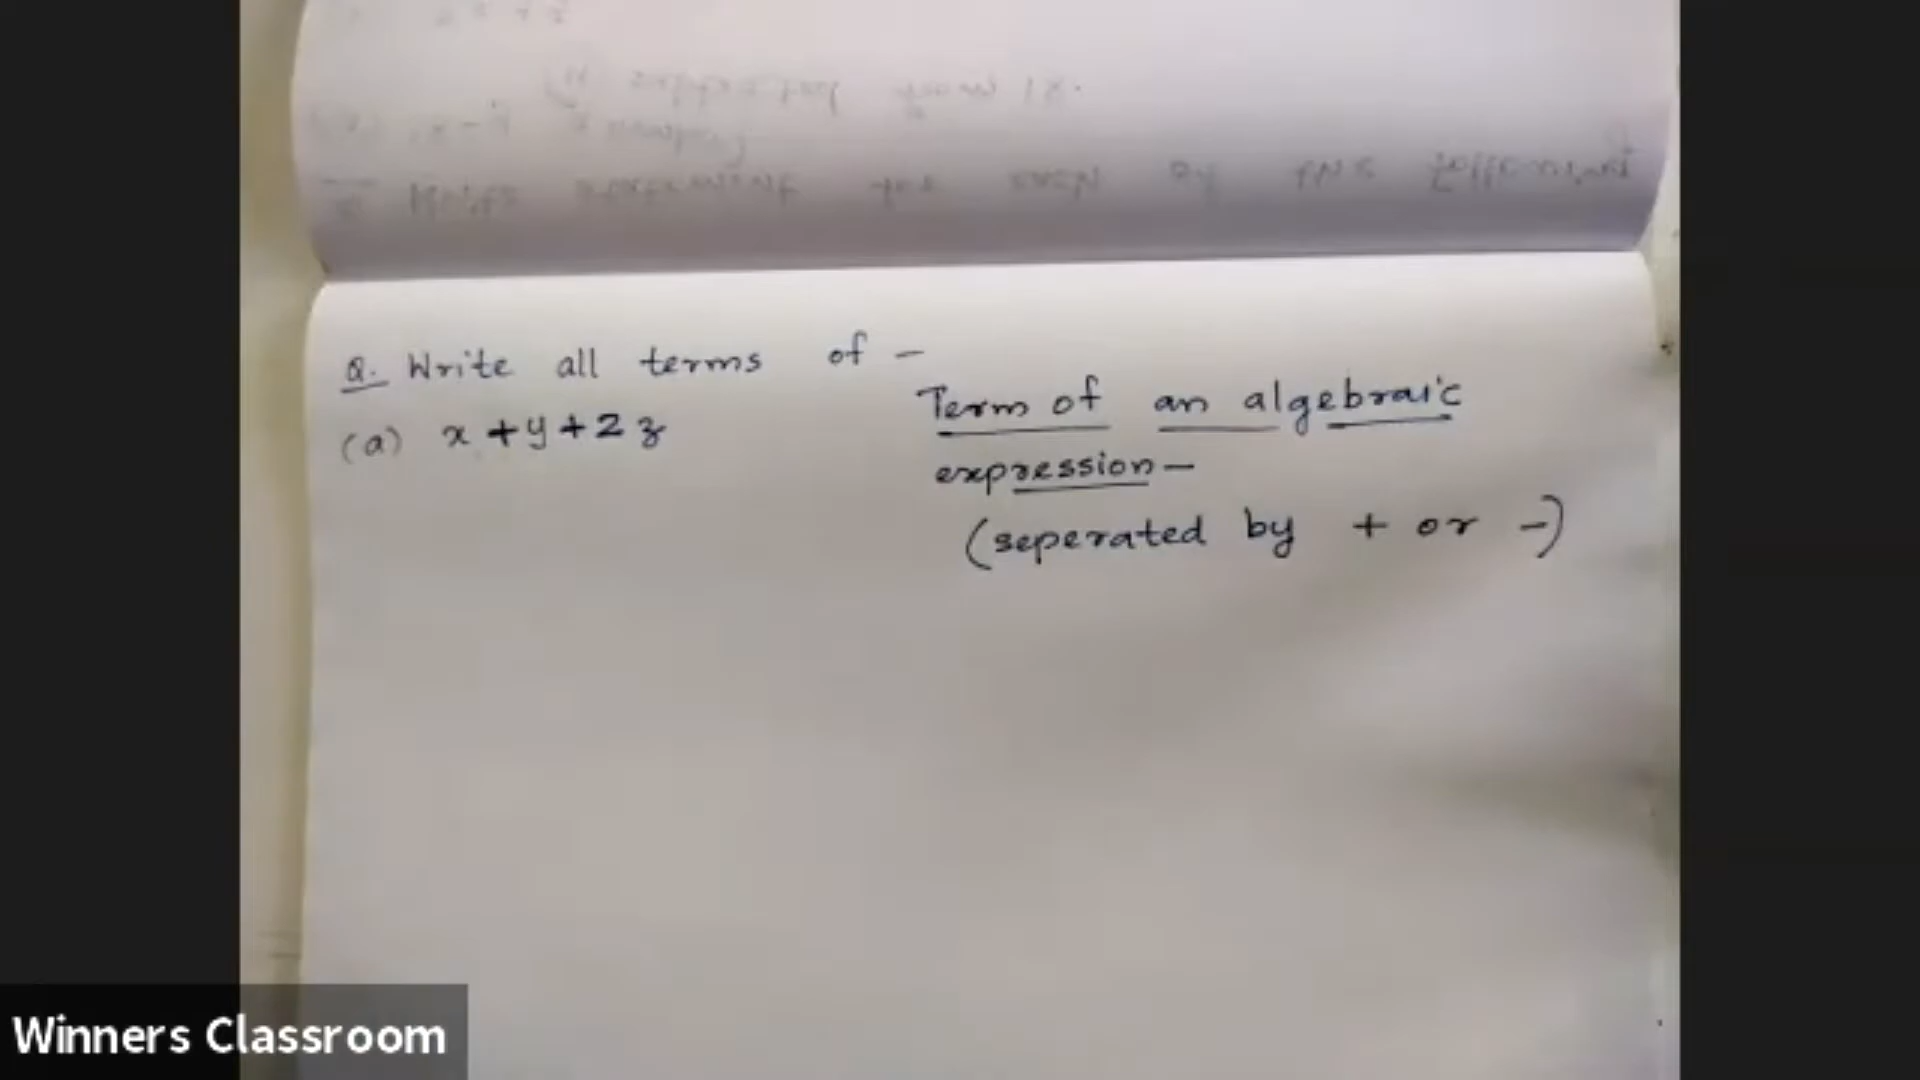 Q. Write all terms of –
(a) x + y + 2z
Term of an algebraic
expression –
(seperated by + or -)
Winners Classroom